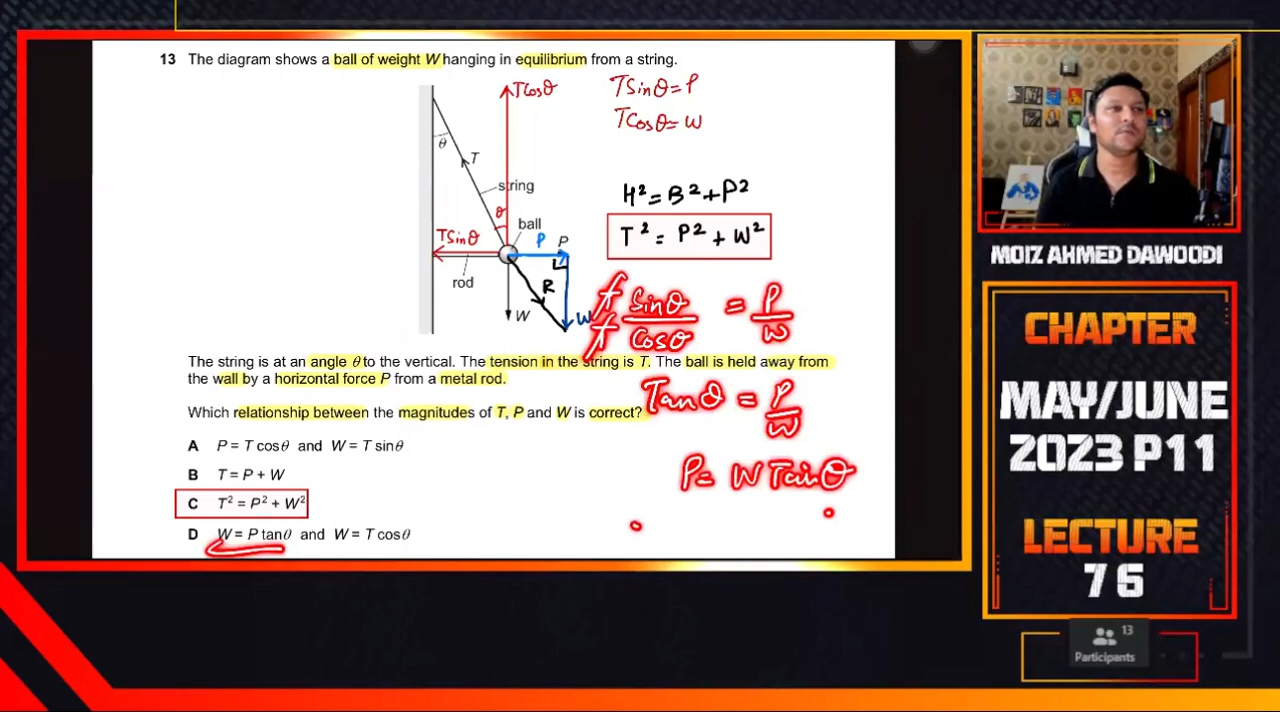 13 The diagram shows a ball of weight W hanging in equilibrium from a string.
TCosθ
TSinθ = P
TCosθ = W
θ
T
string
θ
H² = B² + P²
TSinθ
ball
P
P
T² = P² + W²
rod
R
W
W
T Sinθ = P
T Cosθ W
The string is at an angle θ to the vertical. The tension in the string is T. The ball is held away from
the wall by a horizontal force P from a metal rod.
Tanθ = P
W
Which relationship between the magnitudes of T, P and W is correct?
A P = T cosθ and W = T sinθ
B T = P + W
P = W Tanθ
C T² = P² + W²
D W = P tanθ and W = T cosθ
MOIZ AHMED DAWOODI
CHAPTER
MAY/JUNE
2023 P11
LECTURE
76
13
Participants